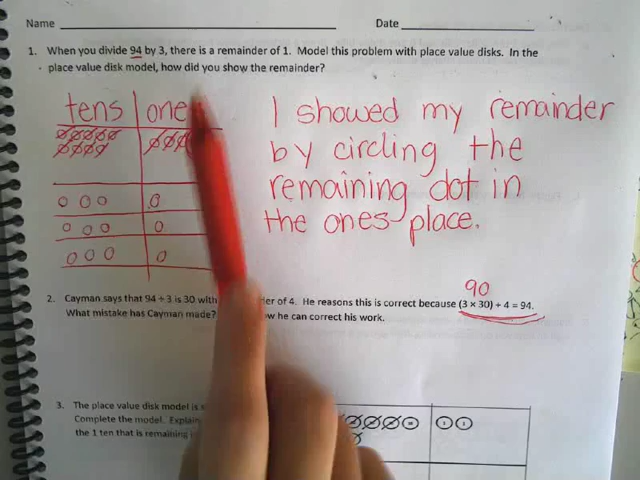 Name Date
1. When you divide 94 by 3, there is a remainder of 1. Model this problem with place value disks. In the
place value disk model, how did you show the remainder?
tens one
I showed my remainder
by circling the
remaining dot in
the ones place.
90
2. Cayman says that 94 ÷ 3 is 30 with of 4. He reasons this is correct because (3 × 30) + 4 = 94.
What mistake has Cayman made? he can correct his work.
3. The place value disk model is
Complete the model.
the 1 ten that is remaining
1 1